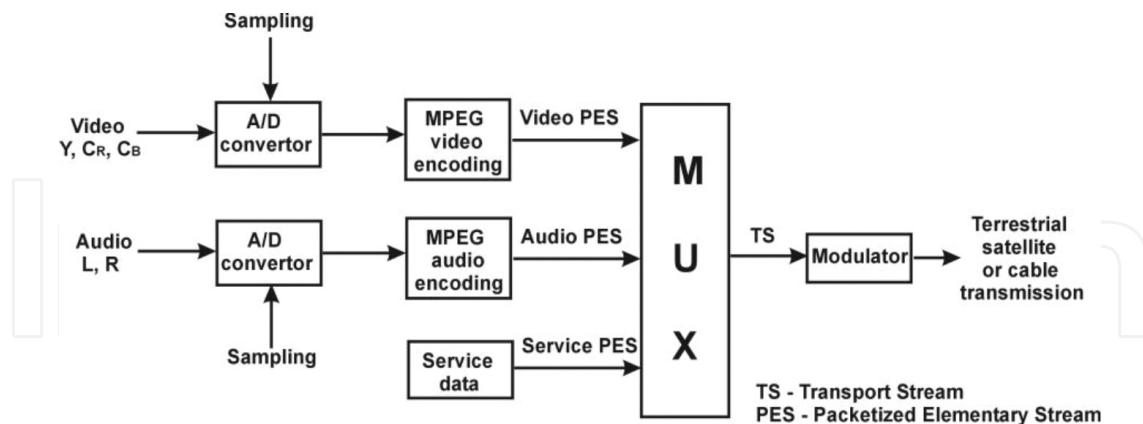 Sampling
Video
Y, CR, CB
A/D
convertor
MPEG
video
encoding
Video PES
Audio
L, R
A/D
convertor
MPEG
audio
encoding
Audio PES
Sampling
Service
data
Service PES
M
U
X
TS
Modulator
Terrestrial
satellite
or cable
transmission
TS - Transport Stream
PES - Packetized Elementary Stream